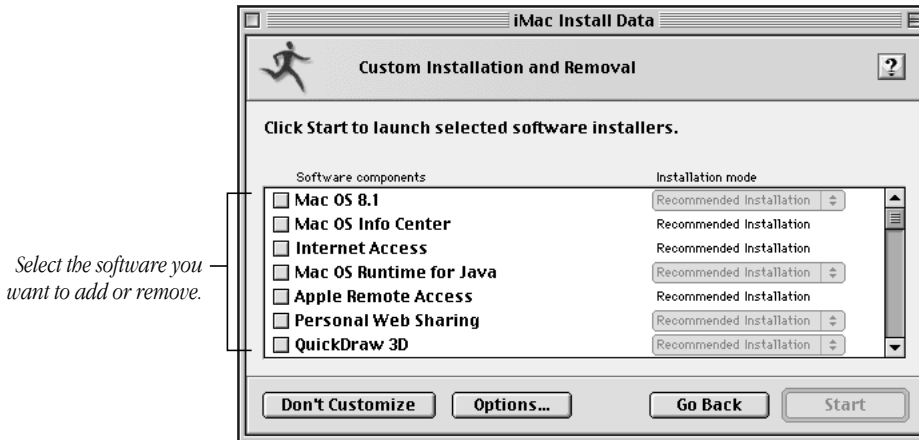 iMac Install Data
Custom Installation and Removal
?
Click Start to launch selected software installers.
Software components Installation mode
Mac OS 8.1 Recommended Installation
Mac OS Info Center Recommended Installation
Internet Access Recommended Installation
Mac OS Runtime for Java Recommended Installation
Apple Remote Access Recommended Installation
Personal Web Sharing Recommended Installation
QuickDraw 3D Recommended Installation
Select the software you
want to add or remove.
Don't Customize Options... Go Back Start